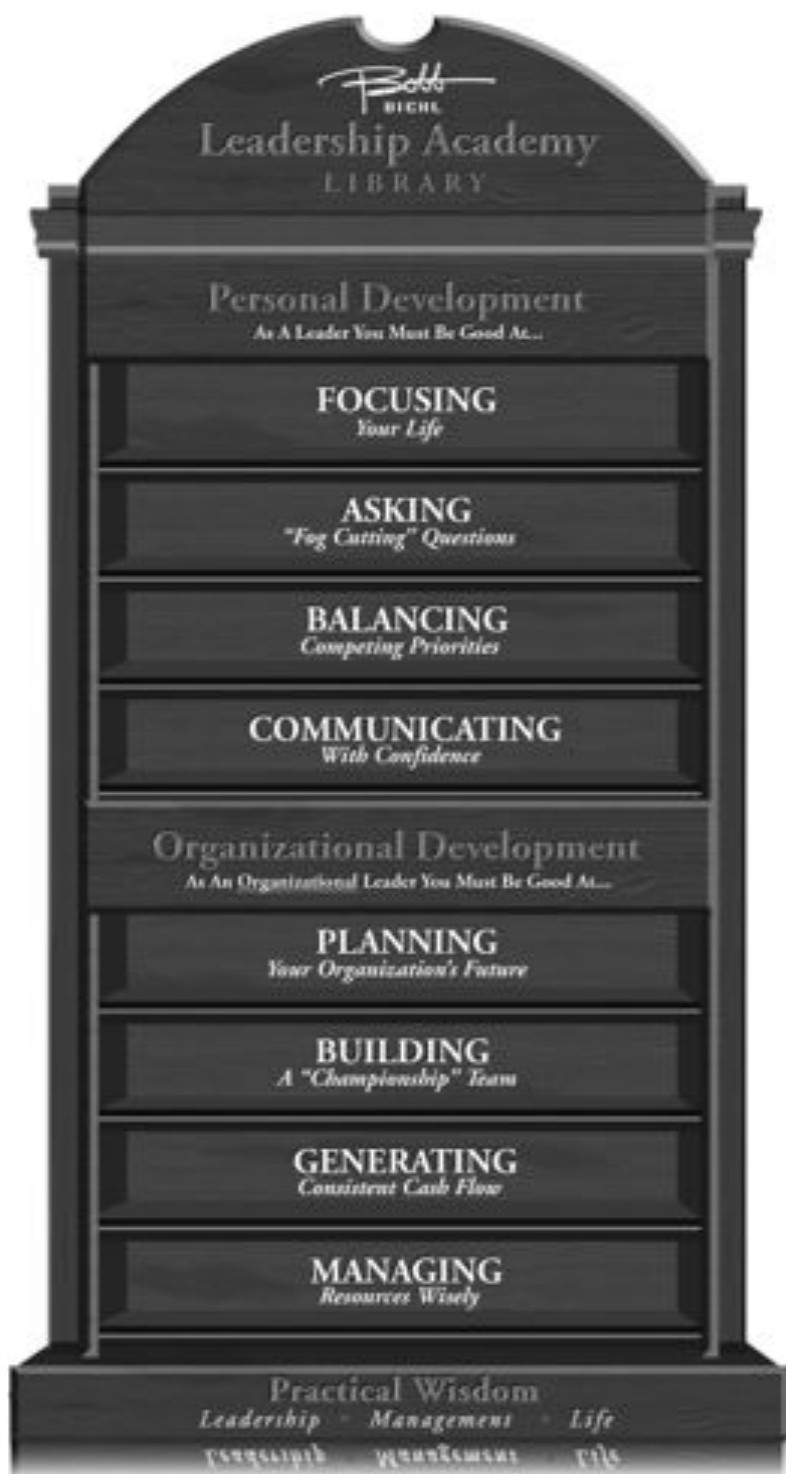 Bobb
BIEHL
Leadership Academy
LIBRARY
Personal Development
As A Leader You Must Be Good At...
FOCUSING
Your Life
ASKING
"Fog Cutting" Questions
BALANCING
Competing Priorities
COMMUNICATING
With Confidence
Organizational Development
As An Organizational Leader You Must Be Good At...
PLANNING
Your Organization's Future
BUILDING
A "Championship" Team
GENERATING
Consistent Cash Flow
MANAGING
Resources Wisely
Practical Wisdom
Leadership • Management • Life